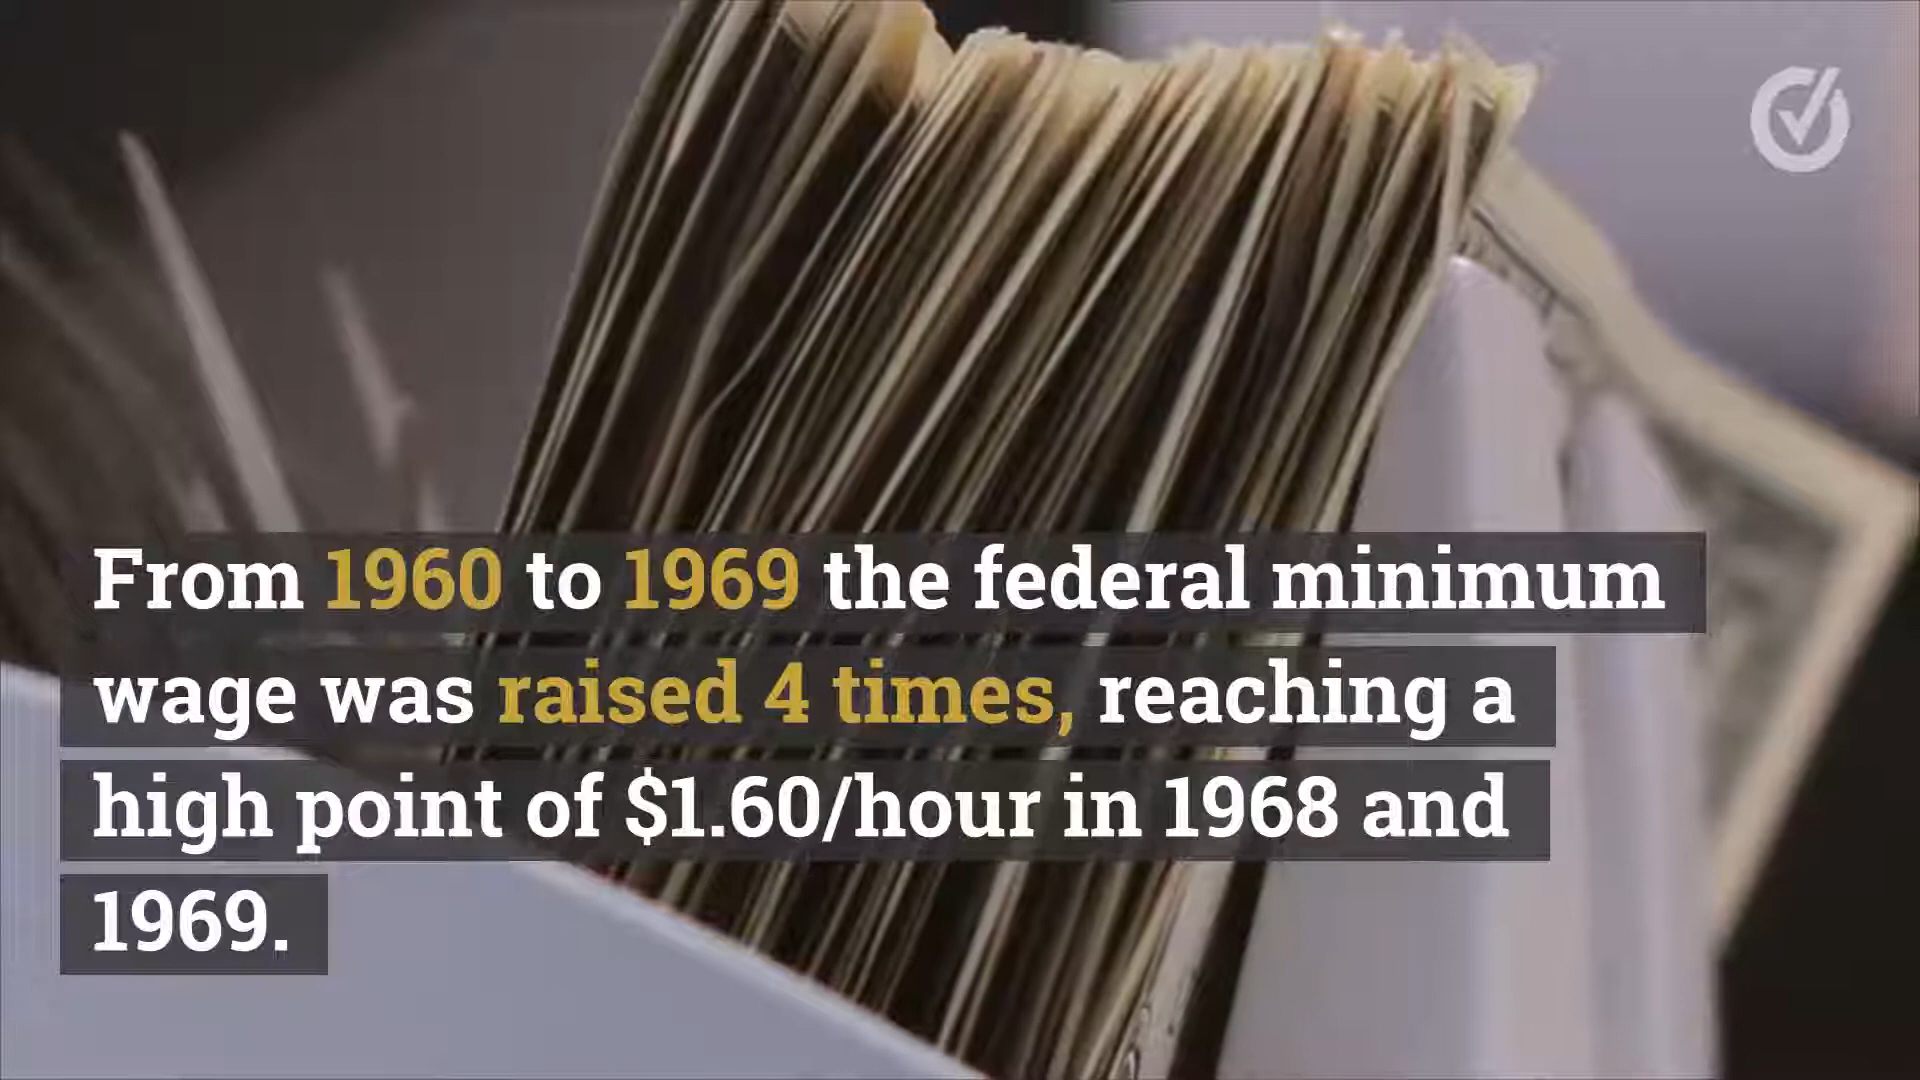 From 1960 to 1969 the federal minimum
wage was raised 4 times, reaching a
high point of $1.60/hour in 1968 and
1969.